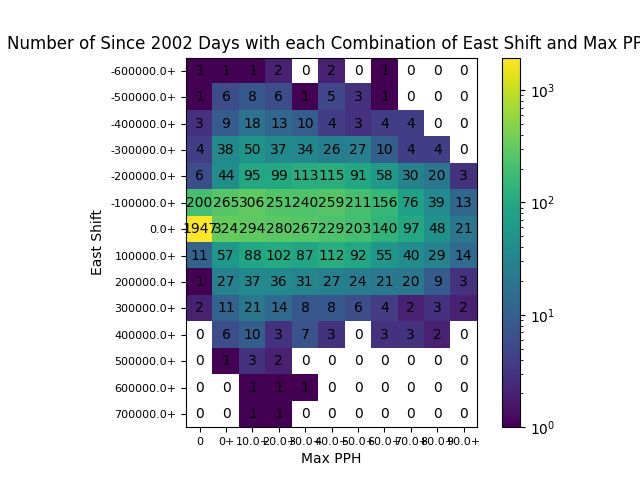 Number of Since 2002 Days with each Combination of East Shift and Max PP
-600000.0+ 1 1 1 2 0 2 0 1 0 0 0
-500000.0+ 1 6 8 6 1 5 3 1 0 0 0
-400000.0+ 3 9 18 13 10 4 3 4 4 0 0
-300000.0+ 4 38 50 37 34 26 27 10 4 4 0
-200000.0+ 6 44 95 99 113 115 91 58 30 20 3
-100000.0+ 200 265 306 251 240 259 211 156 76 39 13
0.0+ 1947 324 294 280 267 229 203 140 97 48 21
100000.0+ 11 57 88 102 87 112 92 55 40 29 14
200000.0+ 1 27 37 36 31 27 24 21 20 9 3
300000.0+ 2 11 21 14 8 8 6 4 2 3 2
400000.0+ 0 6 10 3 7 3 0 3 3 2 0
500000.0+ 0 1 3 2 0 0 0 0 0 0 0
600000.0+ 0 0 1 1 1 0 0 0 0 0 0
700000.0+ 0 0 1 1 0 0 0 0 0 0 0
0 0+ 10.0+ 20.0+ 30.0+ 40.0+ 50.0+ 60.0+ 70.0+ 80.0+ 90.0+
Max PPH
East Shift
10³
10²
10¹
10⁰